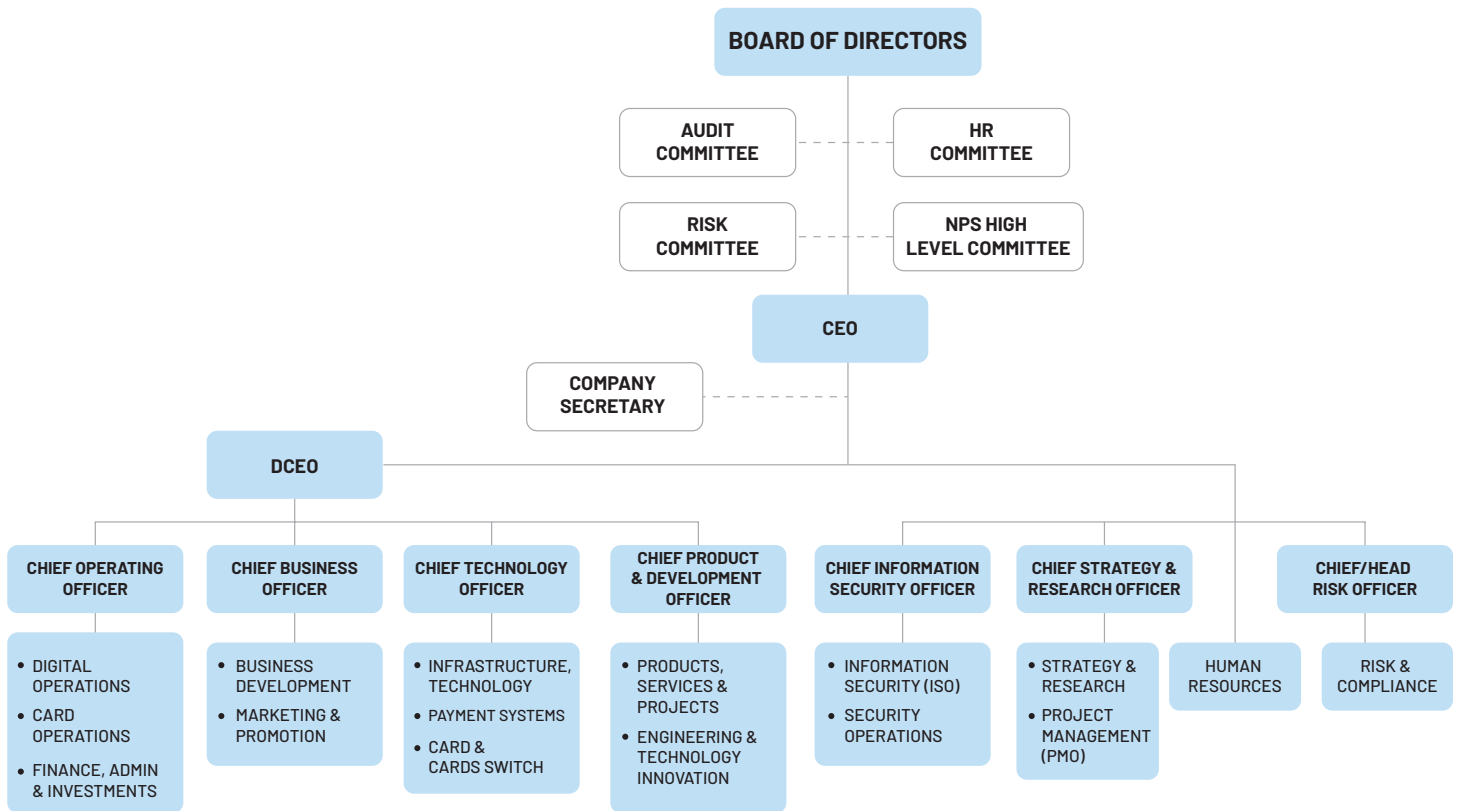 BOARD OF DIRECTORS
AUDIT
COMMITTEE
HR
COMMITTEE
RISK
COMMITTEE
NPS HIGH
LEVEL COMMITTEE
CEO
COMPANY
SECRETARY
DCEO
CHIEF OPERATING
OFFICER
CHIEF BUSINESS
OFFICER
CHIEF TECHNOLOGY
OFFICER
CHIEF PRODUCT
& DEVELOPMENT
OFFICER
CHIEF INFORMATION
SECURITY OFFICER
CHIEF STRATEGY &
RESEARCH OFFICER
CHIEF/HEAD
RISK OFFICER
• DIGITAL
OPERATIONS
• CARD
OPERATIONS
• FINANCE, ADMIN
& INVESTMENTS
• BUSINESS
DEVELOPMENT
• MARKETING &
PROMOTION
• INFRASTRUCTURE,
TECHNOLOGY
• PAYMENT SYSTEMS
• CARD &
CARDS SWITCH
• PRODUCTS,
SERVICES &
PROJECTS
• ENGINEERING &
TECHNOLOGY
INNOVATION
• INFORMATION
SECURITY (ISO)
• SECURITY
OPERATIONS
• STRATEGY &
RESEARCH
• PROJECT
MANAGEMENT
(PMO)
HUMAN
RESOURCES
RISK &
COMPLIANCE